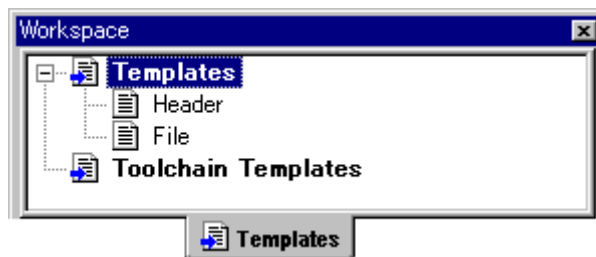 Workspace
Templates
Header
File
Toolchain Templates
Templates